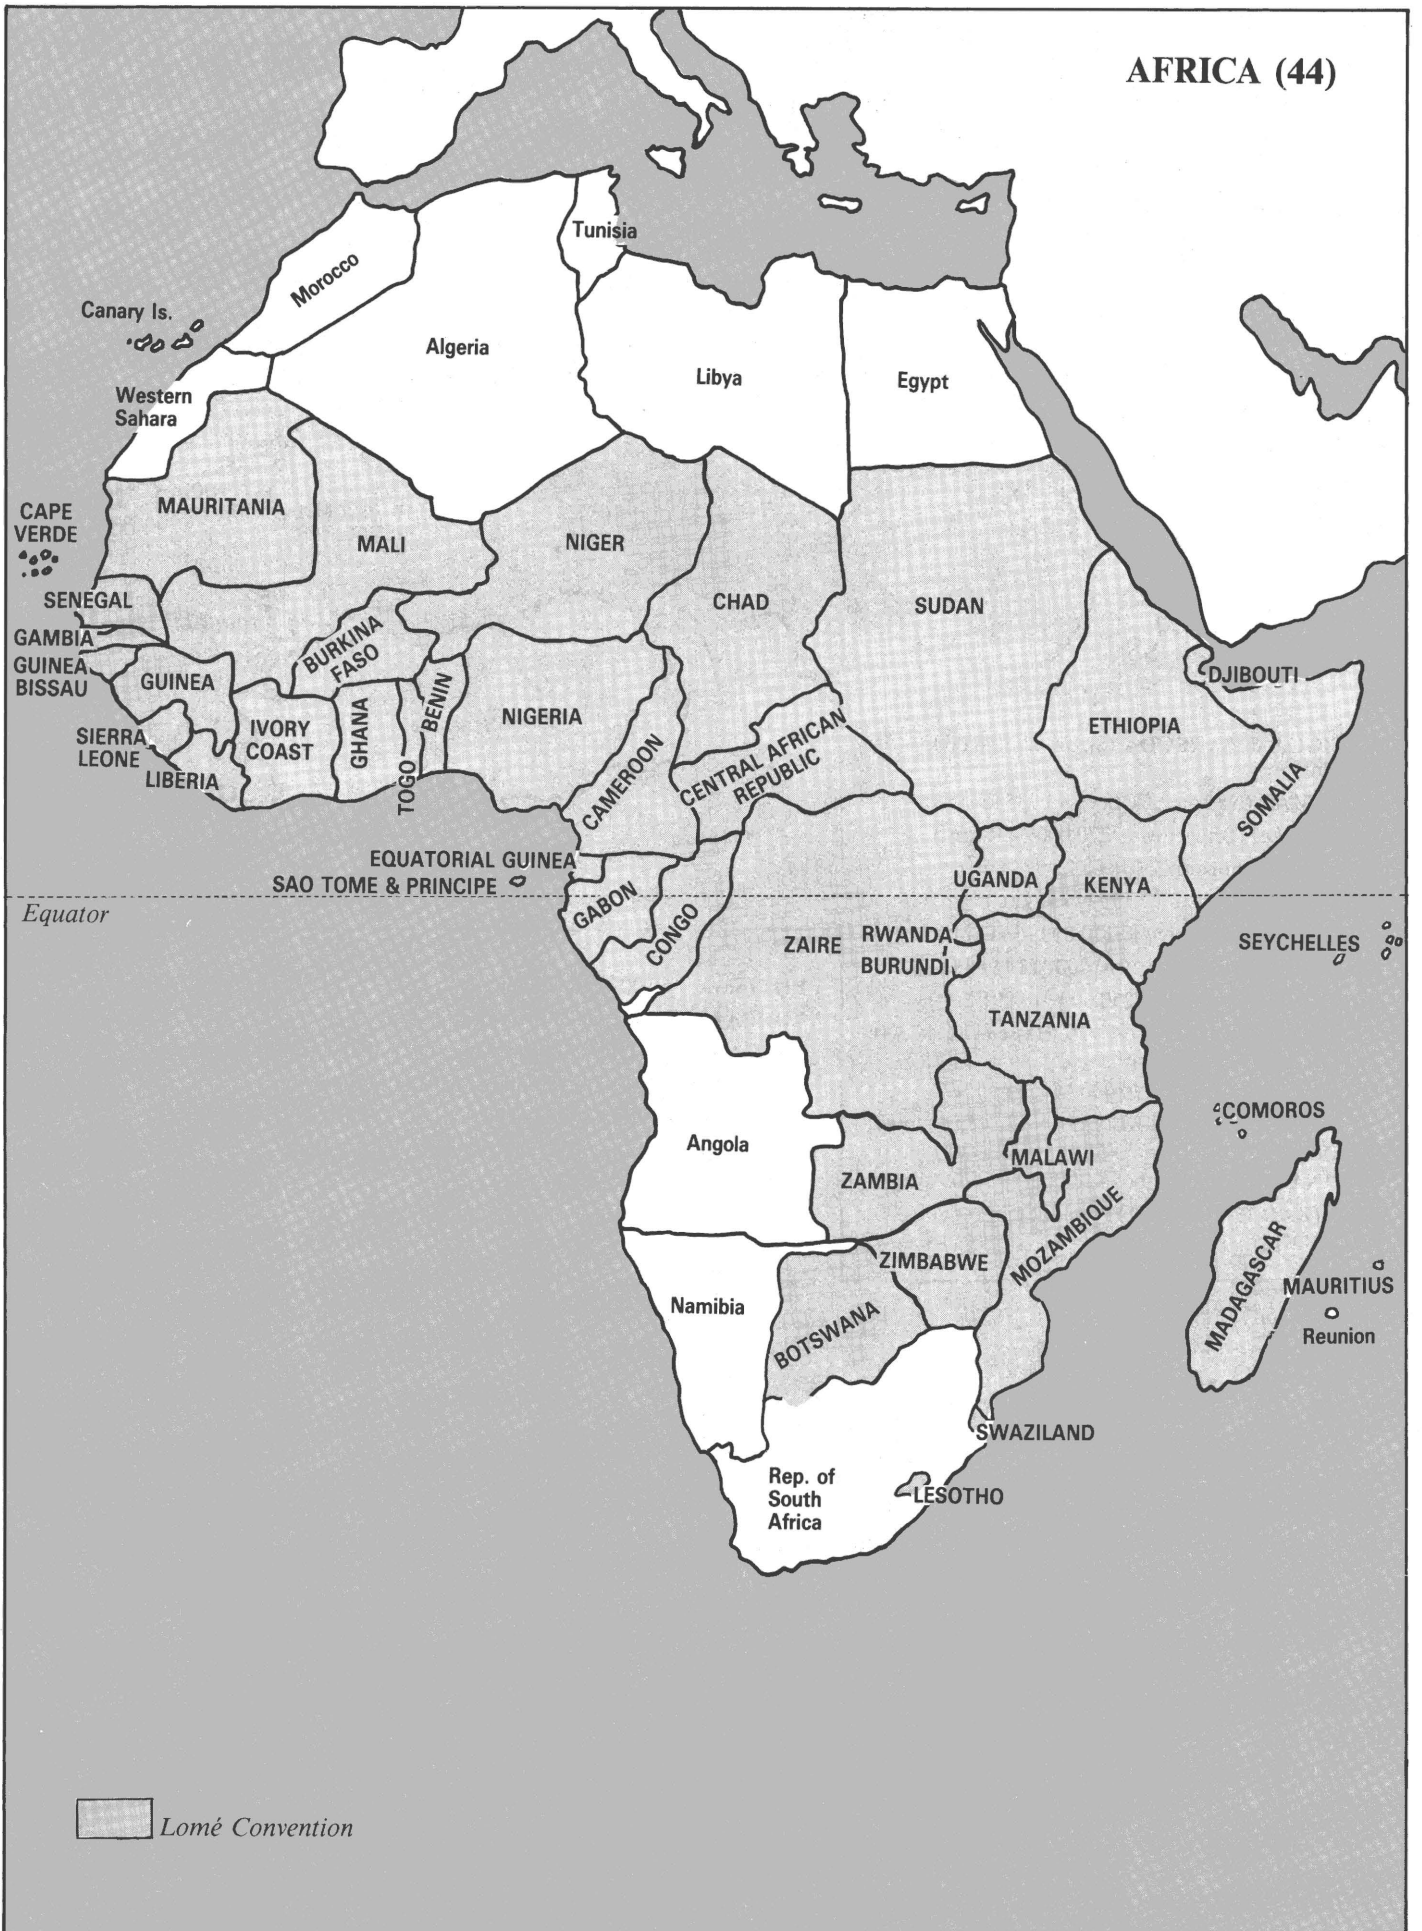 AFRICA (44)
Tunisia
Morocco
Canary Is.
Algeria
Libya
Egypt
Western
Sahara
MAURITANIA
CAPE
VERDE
MALI
NIGER
CHAD
SUDAN
SENEGAL
GAMBIA
GUINEA
BISSAU
GUINEA
BURKINA
FASO
DJIBOUTI
SIERRA
LEONE
LIBERIA
IVORY
COAST
GHANA
TOGO
BENIN
NIGERIA
CAMEROON
CENTRAL AFRICAN
REPUBLIC
ETHIOPIA
SOMALIA
EQUATORIAL GUINEA
SAO TOME & PRINCIPE
UGANDA
KENYA
Equator
GABON
CONGO
ZAIRE
RWANDA
BURUNDI
SEYCHELLES
TANZANIA
COMOROS
Angola
ZAMBIA
MALAWI
MOZAMBIQUE
ZIMBABWE
MADAGASCAR
MAURITIUS
Reunion
Namibia
BOTSWANA
SWAZILAND
Rep. of
South
Africa
LESOTHO
Lomé Convention